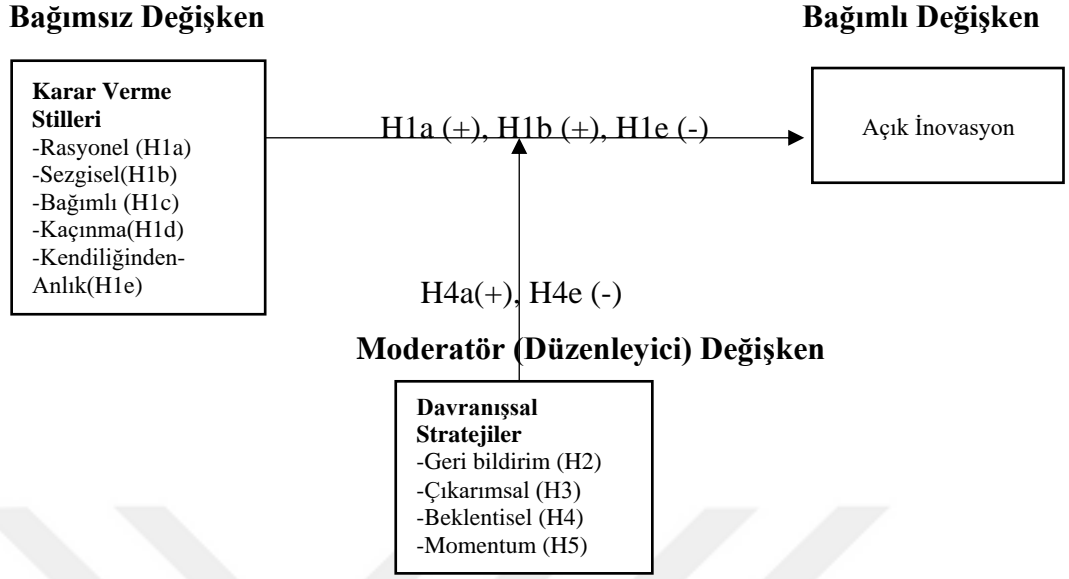 Bağımsız Değişken
Bağımlı Değişken
Karar Verme
Stilleri
-Rasyonel (H1a)
-Sezgisel(H1b)
-Bağımlı (H1c)
-Kaçınma(H1d)
-Kendiliğinden-
Anlık(H1e)
H1a (+), H1b (+), H1e (-)
Açık İnovasyon
H4a(+), H4e (-)
Moderatör (Düzenleyici) Değişken
Davranışsal
Stratejiler
-Geri bildirim (H2)
-Çıkarımsal (H3)
-Beklentisel (H4)
-Momentum (H5)